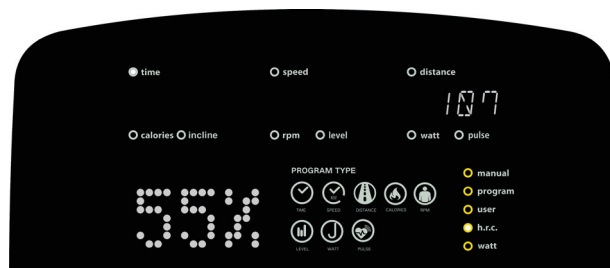 time speed distance
107
calories incline rpm level watt pulse
PROGRAM TYPE
manual
program
user
h.r.c.
watt
55%
TIME SPEED DISTANCE CALORIES RPM
LEVEL WATT PULSE